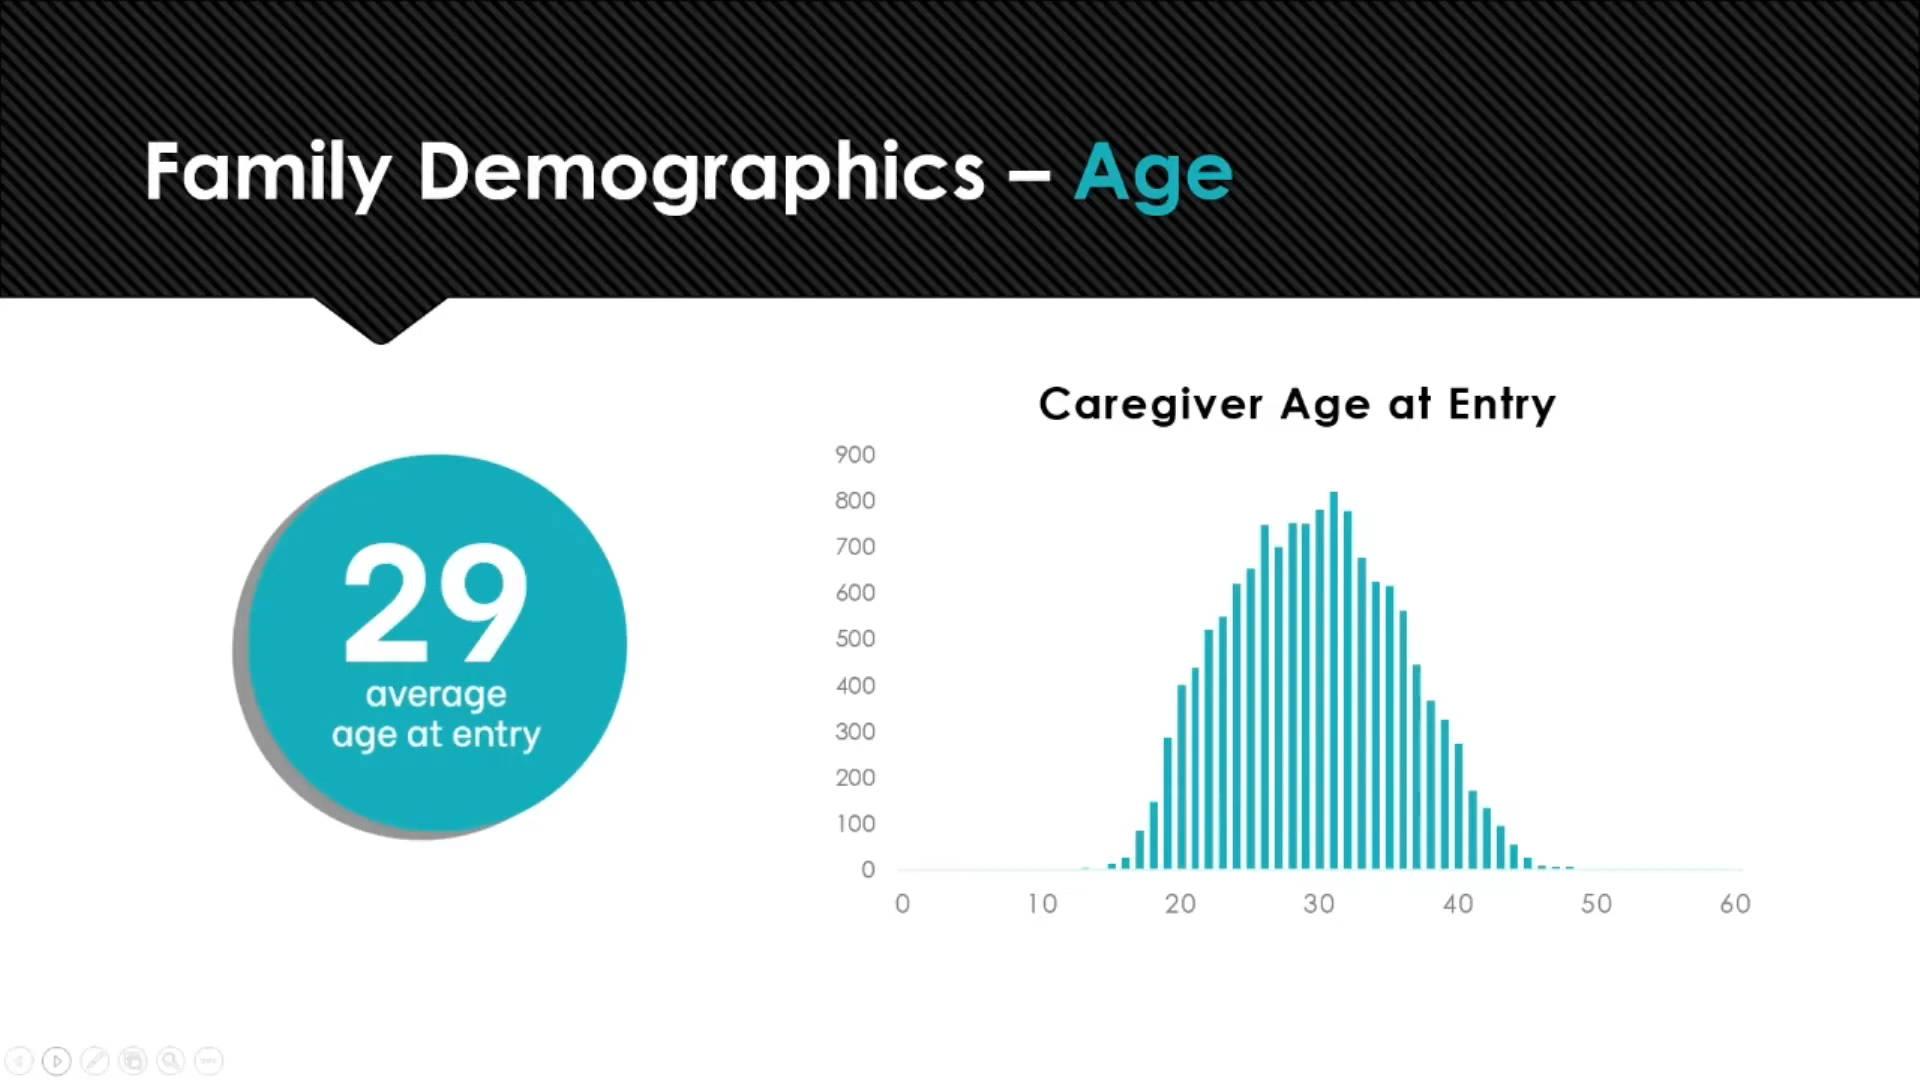 Family Demographics – Age
29
average
age at entry
Caregiver Age at Entry
900
800
700
600
500
400
300
200
100
0
0 10 20 30 40 50 60